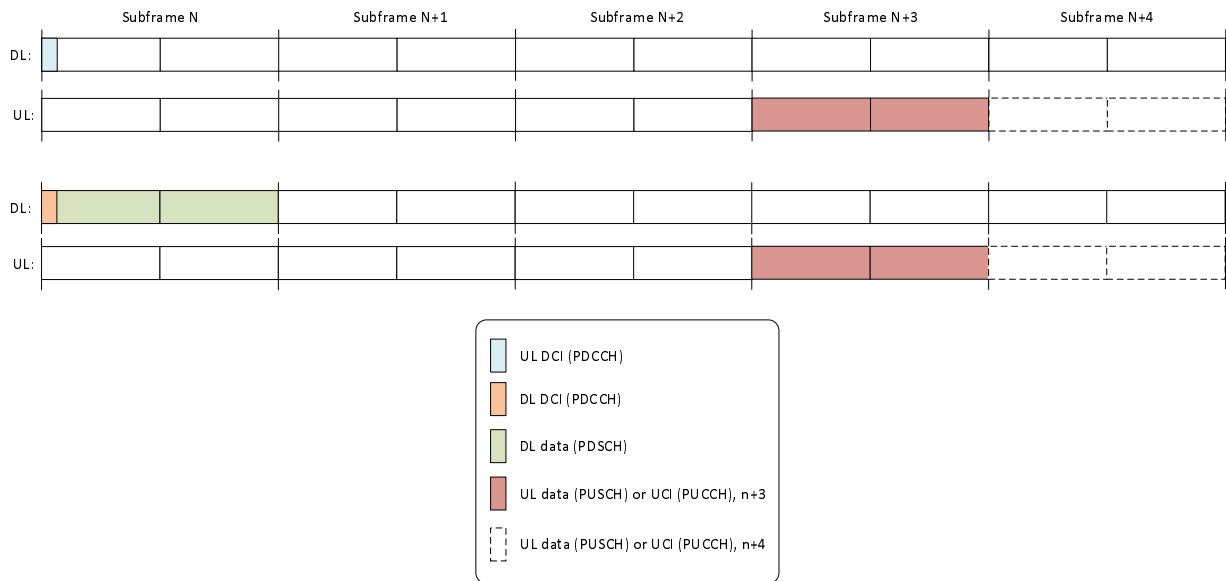 Subframe N Subframe N+1 Subframe N+2 Subframe N+3 Subframe N+4
DL:
UL:
DL:
UL:
UL DCI (PDCCH)
DL DCI (PDCCH)
DL data (PDSCH)
UL data (PUSCH) or UCI (PUCCH), n+3
UL data (PUSCH) or UCI (PUCCH), n+4